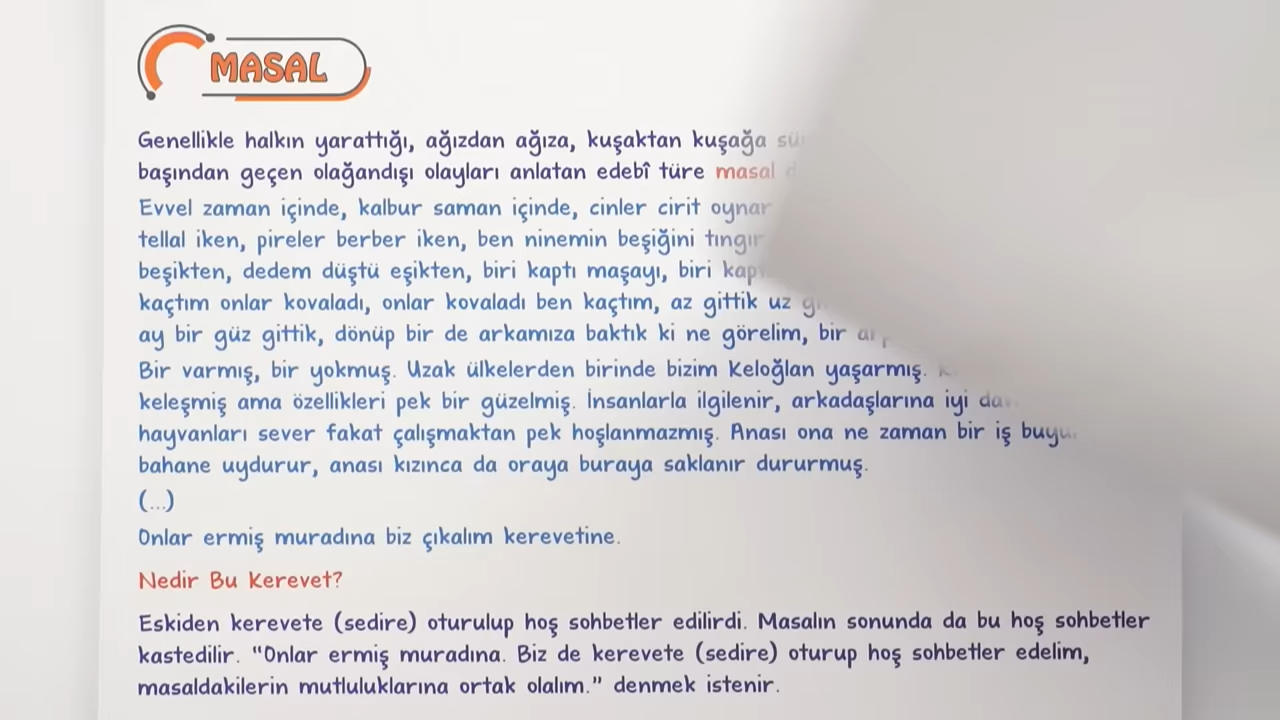 MASAL
Genellikle halkın yarattığı, ağızdan ağıza, kuşaktan kuşağa
başından geçen olağandışı olayları anlatan edebî türe masal
Evvel zaman içinde, kalbur saman içinde, cinler cirit oynar
tellal iken, pireler berber iken, ben ninemin beşiğini
beşikten, dedem düştü eşikten, biri kaptı maşayı, biri
kaçtım onlar kovaladı, onlar kovaladı ben kaçtım, az gittik uz
ay bir güz gittik, dönüp bir de arkamıza baktık ki ne görelim, bir
Bir varmış, bir yokmuş. Uzak ülkelerden birinde bizim Keloğlan yaşarmış.
keleşmiş ama özellikleri pek bir güzelmiş. İnsanlarla ilgilenir, arkadaşlarına iyi
hayvanları sever fakat çalışmaktan pek hoşlanmazmış. Anası ona ne zaman bir iş
bahane uydurur, anası kızınca da oraya buraya saklanır dururmuş.
(...)
Onlar ermiş muradına biz çıkalım kerevetine.
Nedir Bu Kerevet?
Eskiden kerevete (sedire) oturulup hoş sohbetler edilirdi. Masalın sonunda da bu hoş sohbetler
kastedilir. "Onlar ermiş muradına. Biz de kerevete (sedire) oturup hoş sohbetler edelim,
masaldakilerin mutluluklarına ortak olalım." denmek istenir.